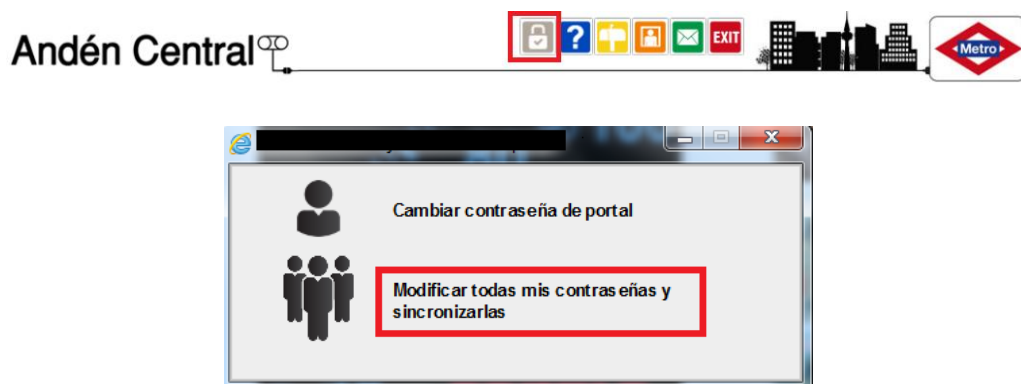 Andén Central
?
EXIT
Metro
Cambiar contraseña de portal
Modificar todas mis contraseñas y
sincronizarlas